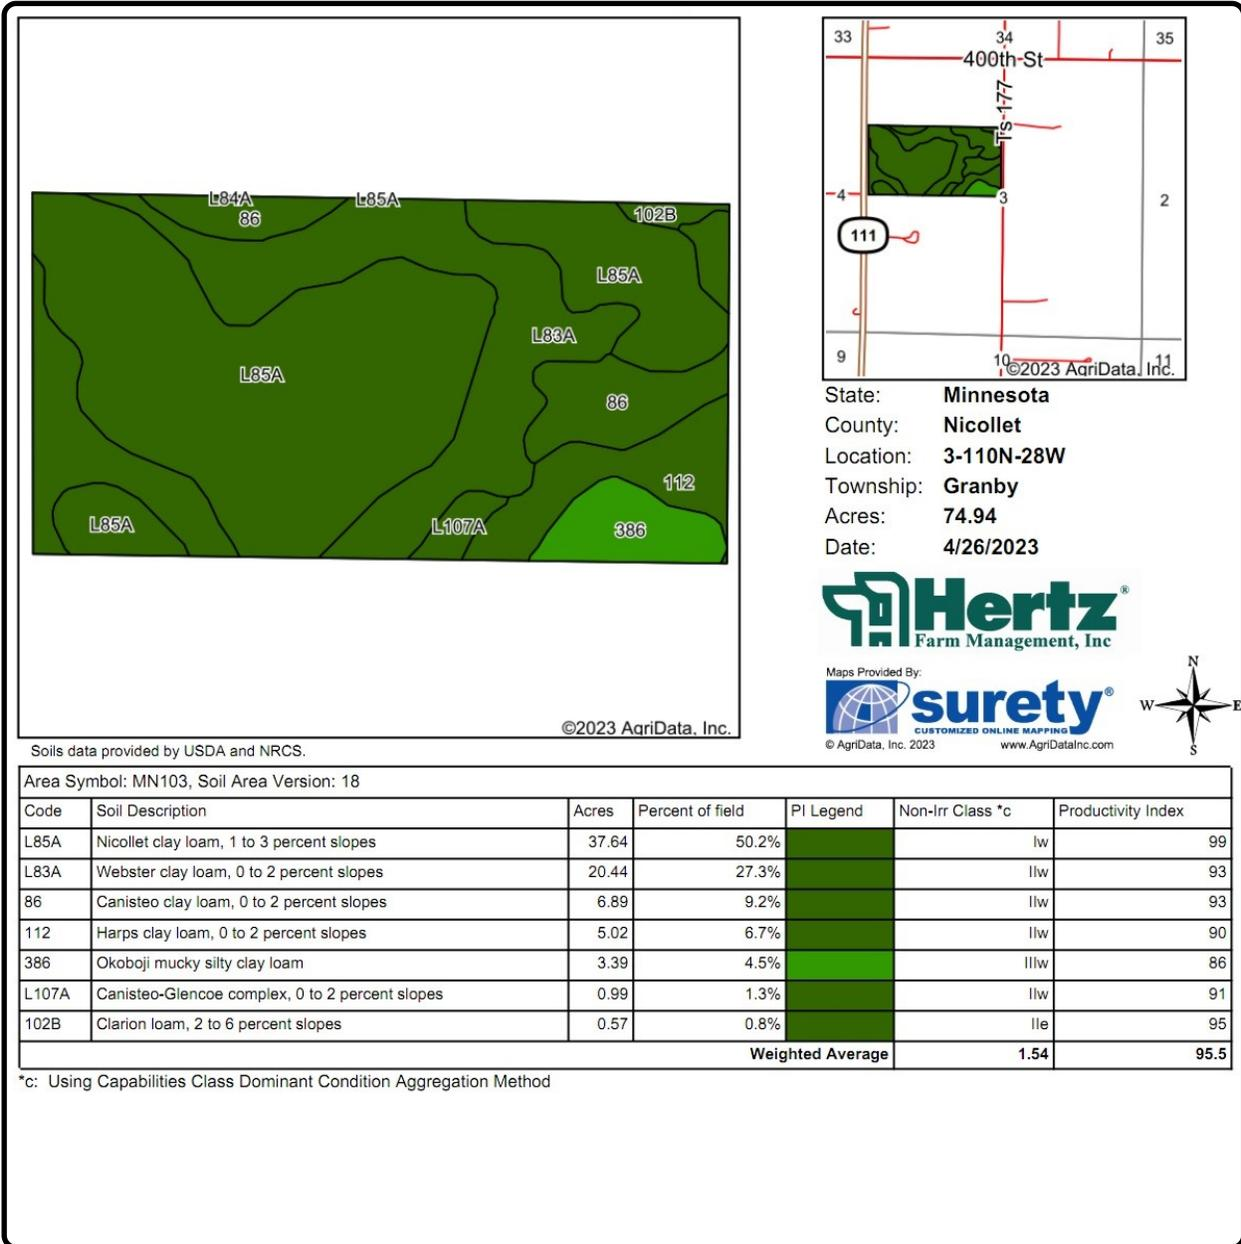 L84A
L85A
86
102B
L85A
L83A
L85A
86
112
L85A
L107A
386
©2023 AgriData, Inc.
33
34
35
400th St
Ts 177
4
3
2
111
9
10
11
©2023 AgriData, Inc.
State: Minnesota
County: Nicollet
Location: 3-110N-28W
Township: Granby
Acres: 74.94
Date: 4/26/2023
Hertz®
Farm Management, Inc
Maps Provided By:
surety®
CUSTOMIZED ONLINE MAPPING
© AgriData, Inc. 2023 www.AgriDataInc.com
N
W E
S
Soils data provided by USDA and NRCS.
Area Symbol: MN103, Soil Area Version: 18
Code Soil Description Acres Percent of field PI Legend Non-Irr Class *c Productivity Index
L85A Nicollet clay loam, 1 to 3 percent slopes 37.64 50.2% Iw 99
L83A Webster clay loam, 0 to 2 percent slopes 20.44 27.3% IIw 93
86 Canisteo clay loam, 0 to 2 percent slopes 6.89 9.2% IIw 93
112 Harps clay loam, 0 to 2 percent slopes 5.02 6.7% IIw 90
386 Okoboji mucky silty clay loam 3.39 4.5% IIIw 86
L107A Canisteo-Glencoe complex, 0 to 2 percent slopes 0.99 1.3% IIw 91
102B Clarion loam, 2 to 6 percent slopes 0.57 0.8% IIe 95
Weighted Average 1.54 95.5
*c: Using Capabilities Class Dominant Condition Aggregation Method